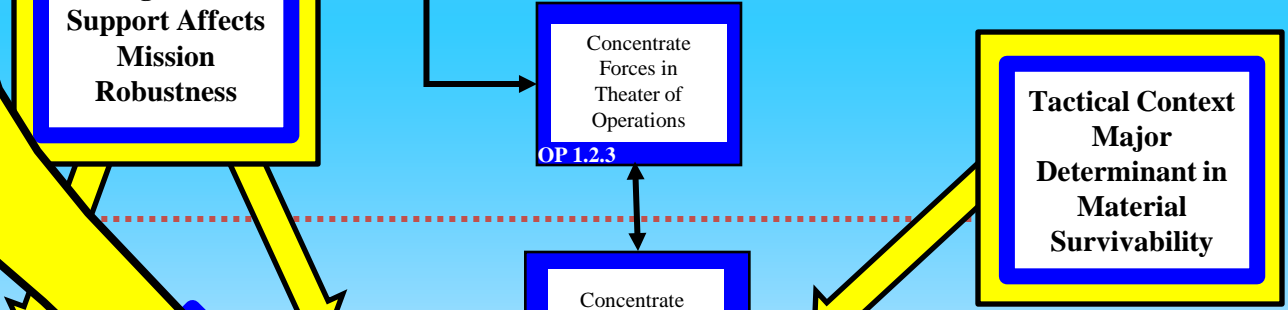 Support Affects
Mission
Robustness
Concentrate
Forces in
Theater of
Operations
OP 1.2.3
Tactical Context
Major
Determinant in
Material
Survivability
Concentrate